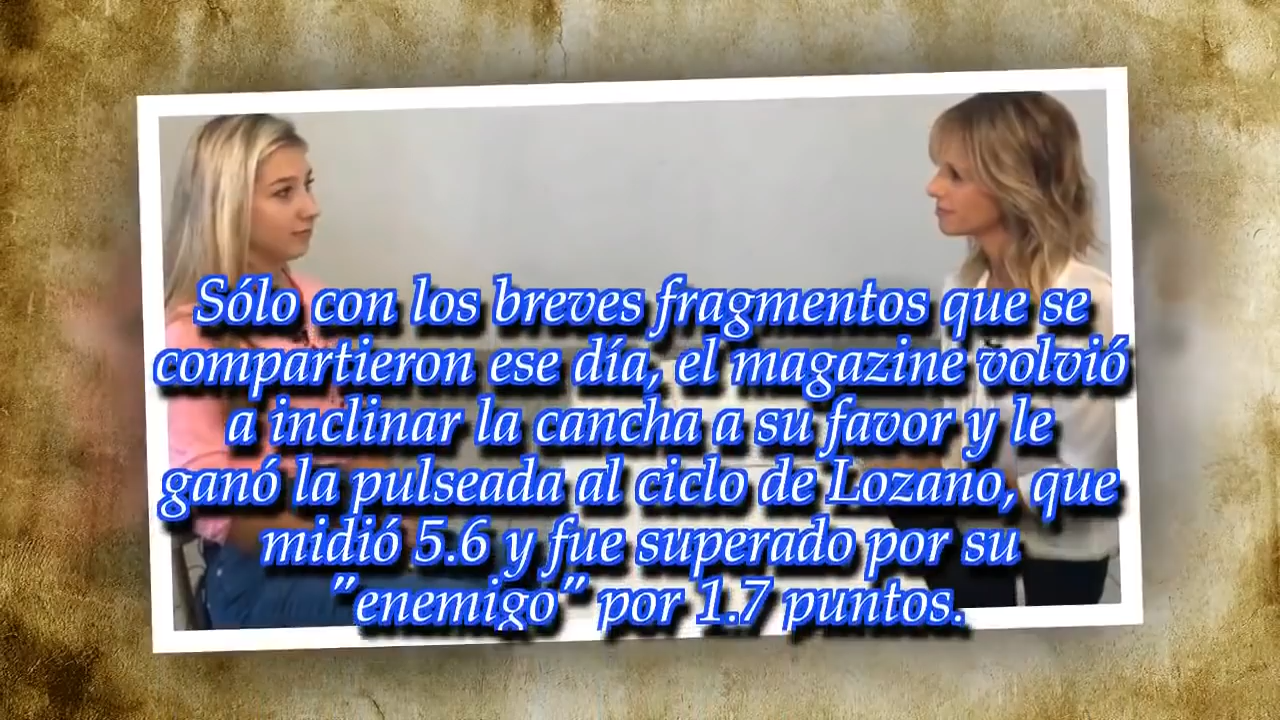 Sólo con los breves fragmentos que se
compartieron ese día, el magazine volvió
a inclinar la cancha a su favor y le
ganó la pulseada al ciclo de Lozano, que
midió 5.6 y fue superado por su
"enemigo" por 1.7 puntos.